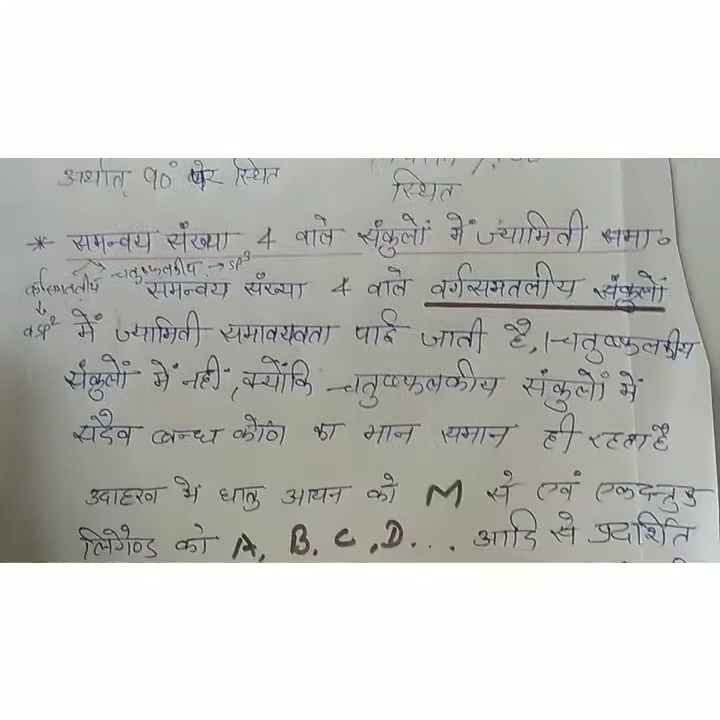 अर्थात् 90° पर स्थित
स्थित
* समन्वय संख्या 4 वाले संकुलों में ज्यामिती समा०
चतुष्फलकीय → sp³
वर्गसमतलीय ↓ dsp²
समन्वय संख्या 4 वाले वर्गसमतलीय संकुलों
में ज्यामिती समावयवता पाई जाती है, चतुष्फलकीय
संकुलों में नहीं, क्योंकि चतुष्फलकीय संकुलों में
सदैव बन्ध कोण का मान समान ही रहता है
उदाहरण में धातु आयन को M से एवं एकदन्तुक
लिगेण्ड को A, B, C, D... आदि से प्रदर्शित